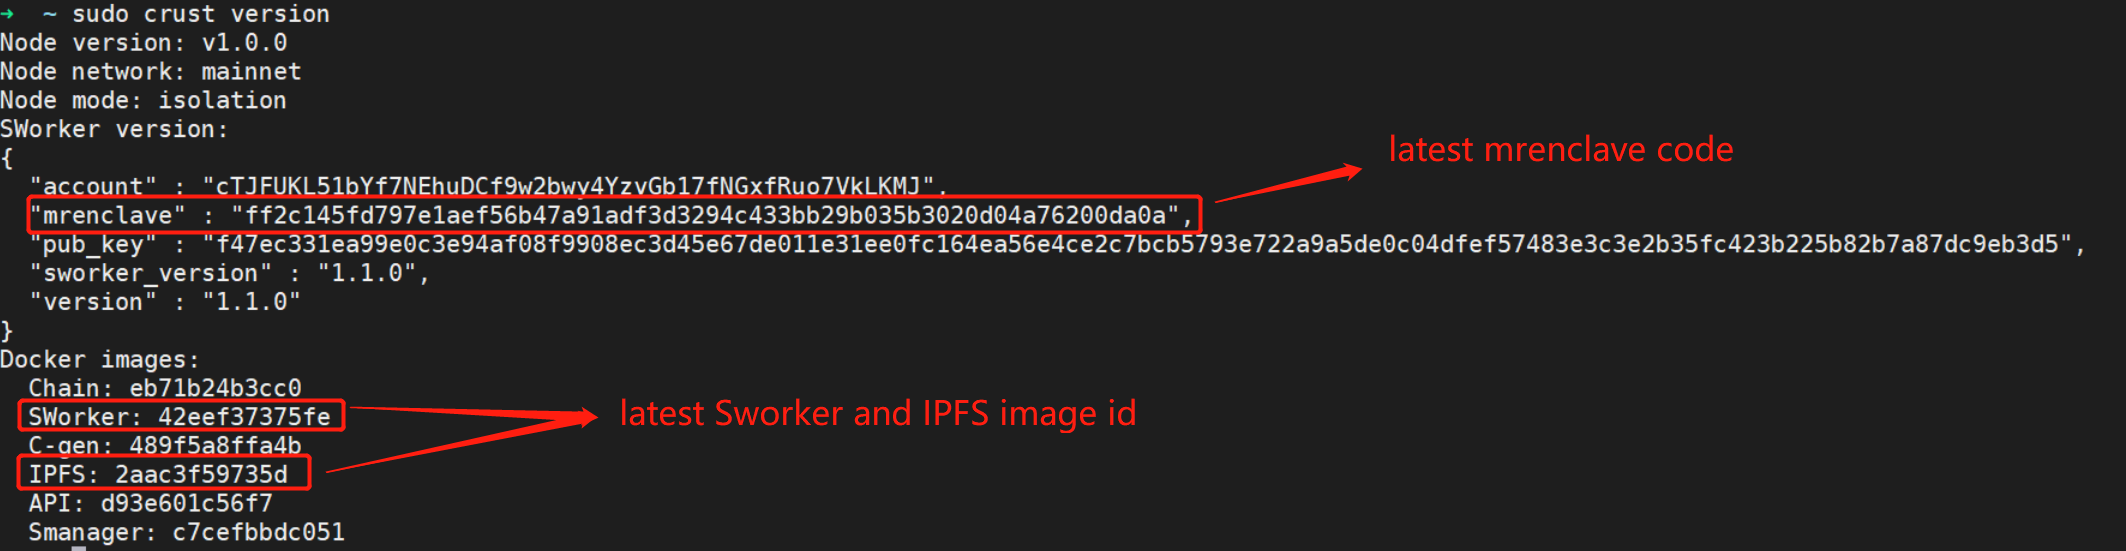 → ~ sudo crust version
Node version: v1.0.0
Node network: mainnet
Node mode: isolation
SWorker version:
{
"account" : "cTJFUKL51bYf7NEhuDCf9w2bwy4YzvGb17fNGxfRuo7VkLKMJ",
latest mrenclave code
"mrenclave" : "ff2c145fd797e1aef56b47a91adf3d3294c433bb29b035b3020d04a76200da0a",
"pub_key" : "f47ec331ea99e0c3e94af08f9908ec3d45e67de011e31ee0fc164ea56e4ce2c7bcb5793e722a9a5de0c04dfef57483e3c3e2b35fc423b225b82b7a87dc9eb3d5",
"sworker_version" : "1.1.0",
"version" : "1.1.0"
}
Docker images:
Chain: eb71b24b3cc0
SWorker: 42eef37375fe
latest Sworker and IPFS image id
C-gen: 489f5a8ffa4b
IPFS: 2aac3f59735d
API: d93e601c56f7
Smanager: c7cefbbdc051